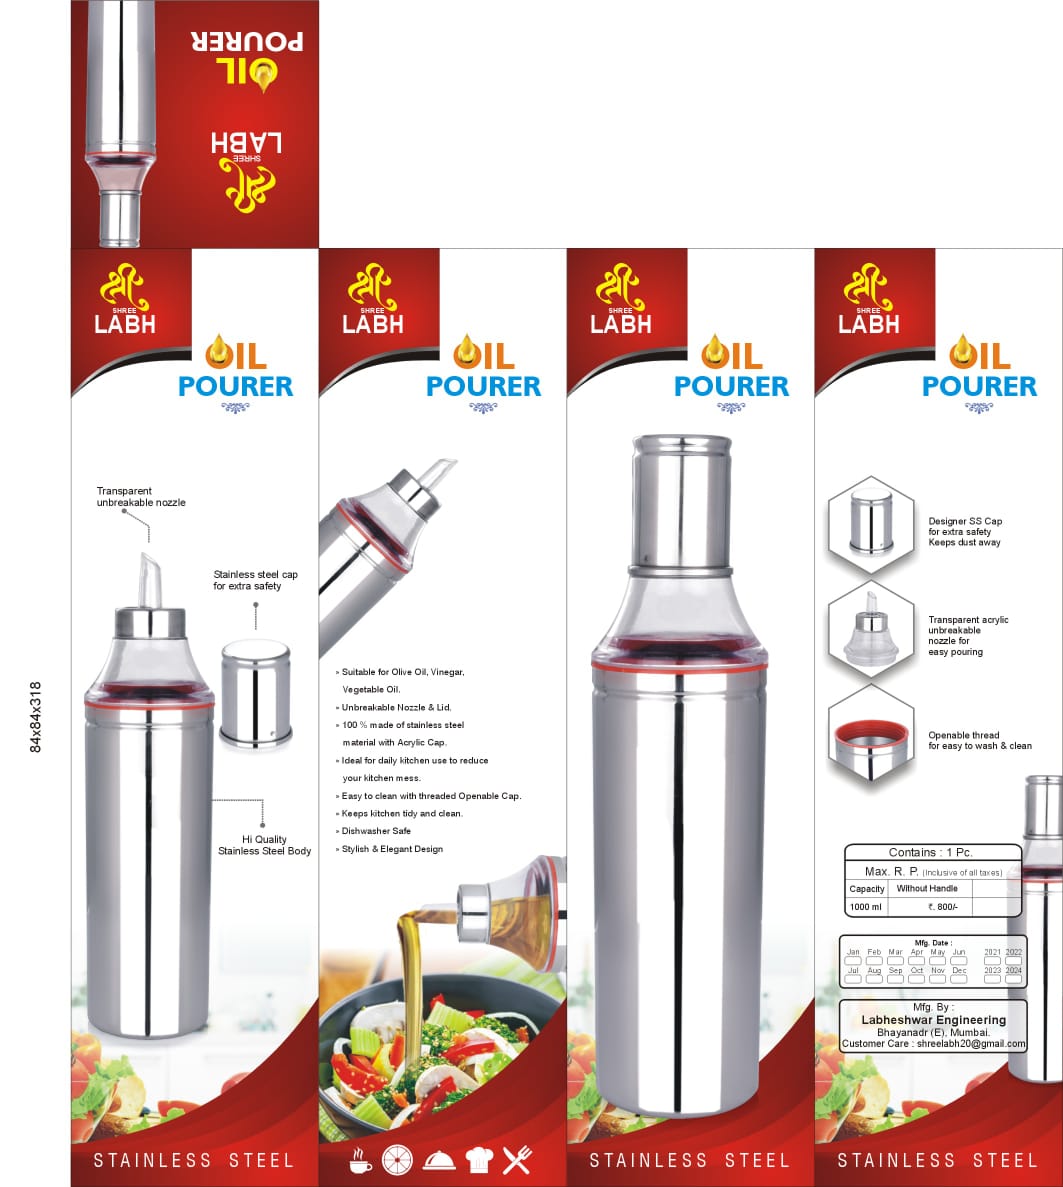 POURER
OIL
LABH
SHREE
श्री
श्री
SHREE
LABH
OIL
POURER
Transparent
unbreakable nozzle
Stainless steel cap
for extra safety
Hi Quality
Stainless Steel Body
STAINLESS STEEL
84x84x318
श्री
SHREE
LABH
OIL
POURER
» Suitable for Olive Oil, Vinegar,
Vegetable Oil.
» Unbreakable Nozzle & Lid.
» 100 % made of stainless steel
material with Acrylic Cap.
» Ideal for daily kitchen use to reduce
your kitchen mess.
» Easy to clean with threaded Openable Cap.
» Keeps kitchen tidy and clean.
» Dishwasher Safe
» Stylish & Elegant Design
श्री
SHREE
LABH
OIL
POURER
STAINLESS STEEL
श्री
SHREE
LABH
OIL
POURER
Designer SS Cap
for extra safety
Keeps dust away
Transparent acrylic
unbreakable
nozzle for
easy pouring
Openable thread
for easy to wash & clean
Contains : 1 Pc.
Max. R. P. (Inclusive of all taxes)
Capacity Without Handle
1000 ml ₹. 800/-
Mfg. Date :
Jan Feb Mar Apr May Jun 2021 2022
Jul Aug Sep Oct Nov Dec 2023 2024
Mfg. By :
Labheshwar Engineering
Bhayanadr (E), Mumbai.
Customer Care : shreelabh20@gmail.com
STAINLESS STEEL